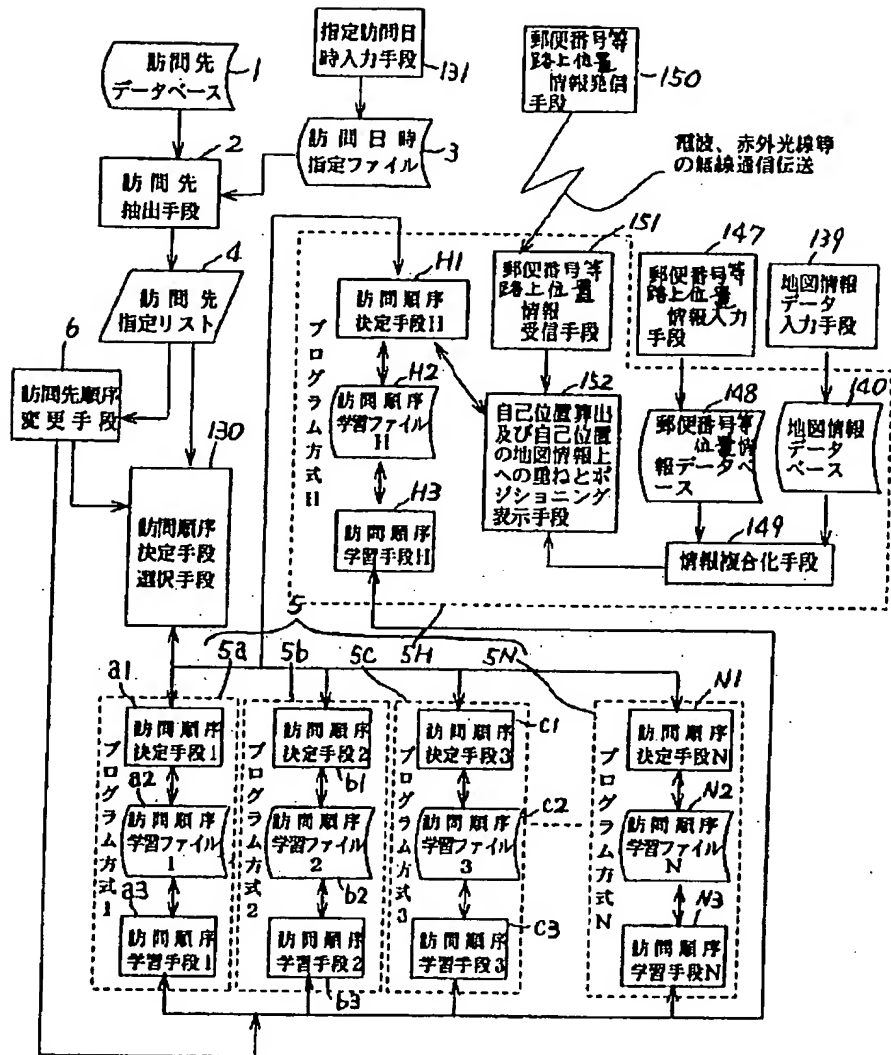 訪問先
データベース
1
指定訪問日
時入力手段
131
郵便番号等
路上位置
情報発信
手段
150
2
訪問先
抽出手段
訪問日時
指定ファイル
3
電波、赤外光線等
の無線通信伝送
4
訪問先
指定リスト
H1
訪問順序
決定手段H
151
郵便番号等
路上位置
情報
受信手段
147
郵便番号等
路上位置
情報入力
手段
139
地図情報
データ
入力手段
6
訪問先順序
変更手段
プログラム方式H
H2
訪問順序
学習ファイル
H
152
自己位置算出
及び自己位置
の地図情報上
への重ねとポ
ジショニング
表示手段
148
郵便番号等
位置情
報データベ
ース
140
地図情報
データ
ベース
130
訪問順序
決定手段
選択手段
H3
訪問順序
学習手段H
149
情報複合化手段
5
5a
5b
5c
5H
5N
a1
訪問順序
決定手段1
訪問順序
決定手段2
b1
訪問順序
決定手段3
C1
N1
訪問順序
決定手段N
プログラム方式1
a2
訪問順序
学習ファイル
1
プログラム方式2
訪問順序
学習ファイル
2
b2
プログラム方式3
訪問順序
学習ファイル
3
C2
プログラム方式N
N2
訪問順序
学習ファイル
N
a3
訪問順序
学習手段1
訪問順序
学習手段2
b3
訪問順序
学習手段3
C3
N3
訪問順序
学習手段N